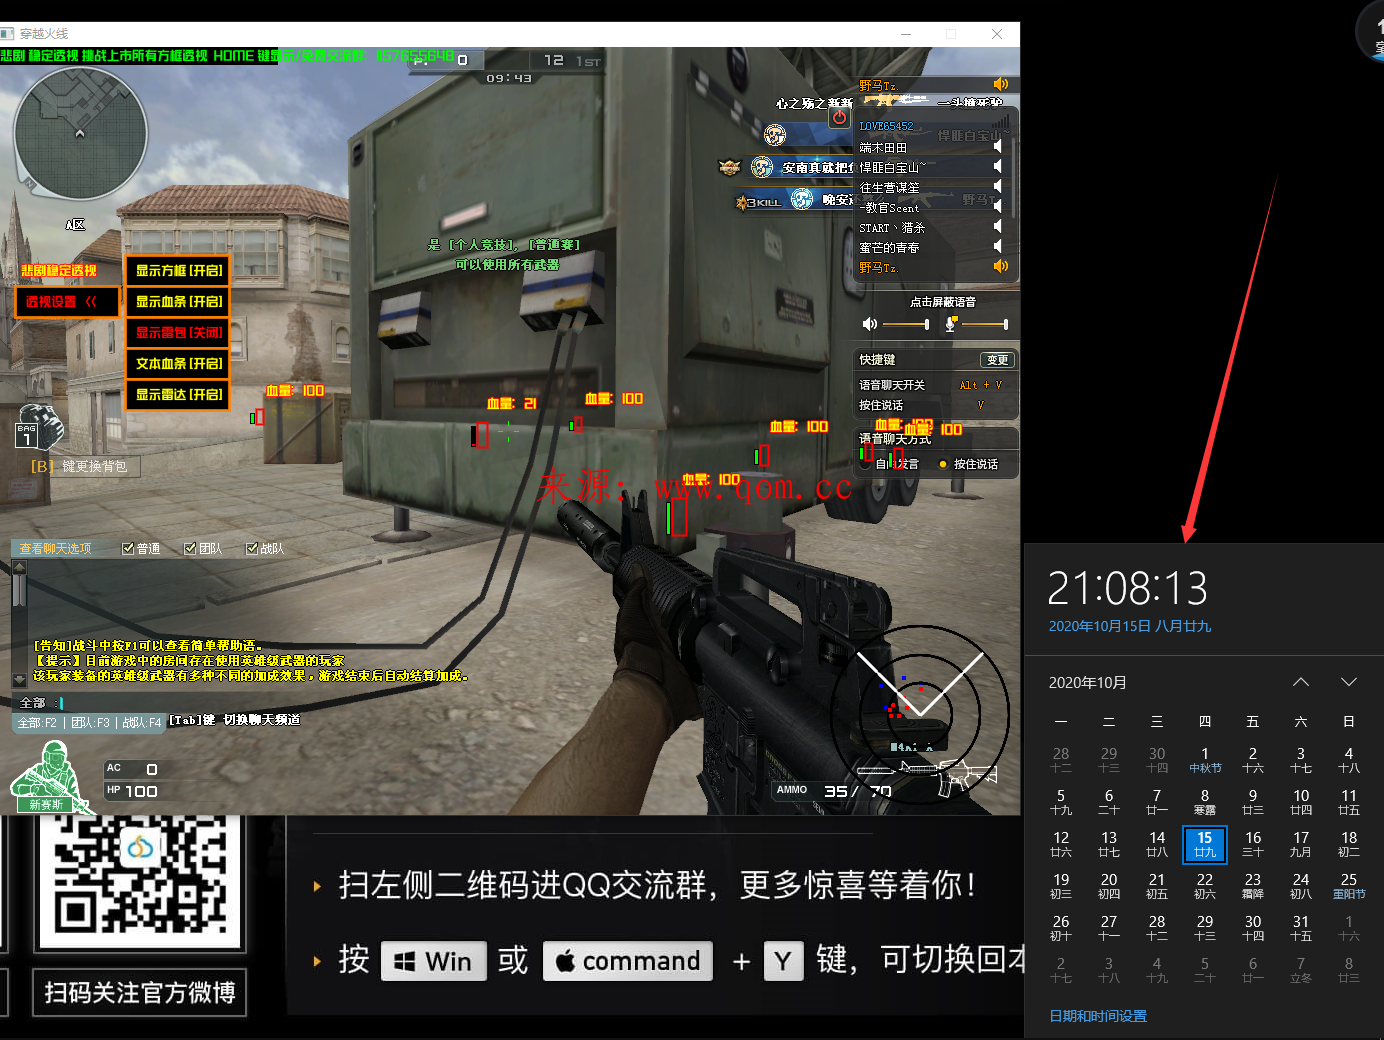 穿越火线
悲剧 稳定透视 挑战上市所有方框透视 HOME 键显示/
0
12 1ST
09:43
A区
悲剧稳定透视
透视设置 《
显示方框 [开启]
显示血条 [开启]
显示雷包 [关闭]
文本血条 [开启]
显示雷达 [开启]
是 [个人竞技], [普通赛]
可以使用所有武器
心之殇之新新
安南真就把
3KILL
晚安
野马Tz.
LOVE65452
端木田田
悍匪白宝山~
往生营谋笙
-教官Scent
START丶猎杀
蜜芒的青春
野马Tz.
悍匪白宝山~
野马T
点击屏蔽语音
快捷键
变更
语音聊天开关
Alt + V
按住说话
V
语音聊天方式
按住说话
血量: 100
血量: 21
血量: 100
血量: 100
血量: 100
血量: 100
来源: www.qom.cc
BAG
1
[B] 键更换背包
查看聊天选项
普通
团队
战队
[告知]战斗中按F1可以查看简单帮助语。
【提示】目前游戏中的房间存在使用英雄级武器的玩家
该玩家装备的英雄级武器有多种不同的加成效果,游戏结束后自动结算加成。
全部 :
全部:F2 | 团队:F3 | 战队:F4
[Tab]键 切换聊天频道
新赛斯
AC 0
HP 100
AMMO 35/ 70
扫左侧二维码进QQ交流群，更多惊喜等着你！
按 Win 或 command + Y 键，可切换回本
扫码关注官方微博
21:08:13
2020年10月15日 八月廿九
2020年10月
一 二 三 四 五 六 日
28 29 30 1 2 3 4
十二 十三 十四 中秋节 十六 十七 十八
5 6 7 8 9 10 11
十九 二十 廿一 寒露 廿三 廿四 廿五
12 13 14 15 16 17 18
廿六 廿七 廿八 廿九 三十 九月 初二
19 20 21 22 23 24 25
初三 初四 初五 初六 霜降 初八 重阳节
26 27 28 29 30 31 1
初十 十一 十二 十三 十四 十五 十六
2 3 4 5 6 7 8
十七 十八 十九 二十 廿一 立冬 廿三
日期和时间设置